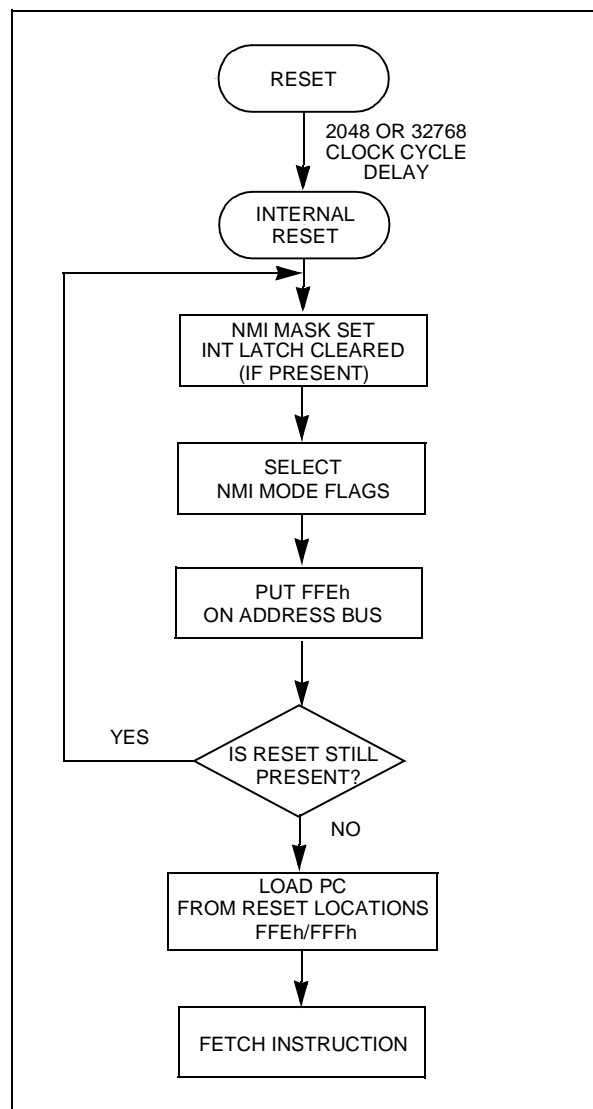 RESET
2048 OR 32768
CLOCK CYCLE
DELAY
INTERNAL
RESET
NMI MASK SET
INT LATCH CLEARED
(IF PRESENT)
SELECT
NMI MODE FLAGS
PUT FFEh
ON ADDRESS BUS
YES
IS RESET STILL
PRESENT?
NO
LOAD PC
FROM RESET LOCATIONS
FFEh/FFFh
FETCH INSTRUCTION